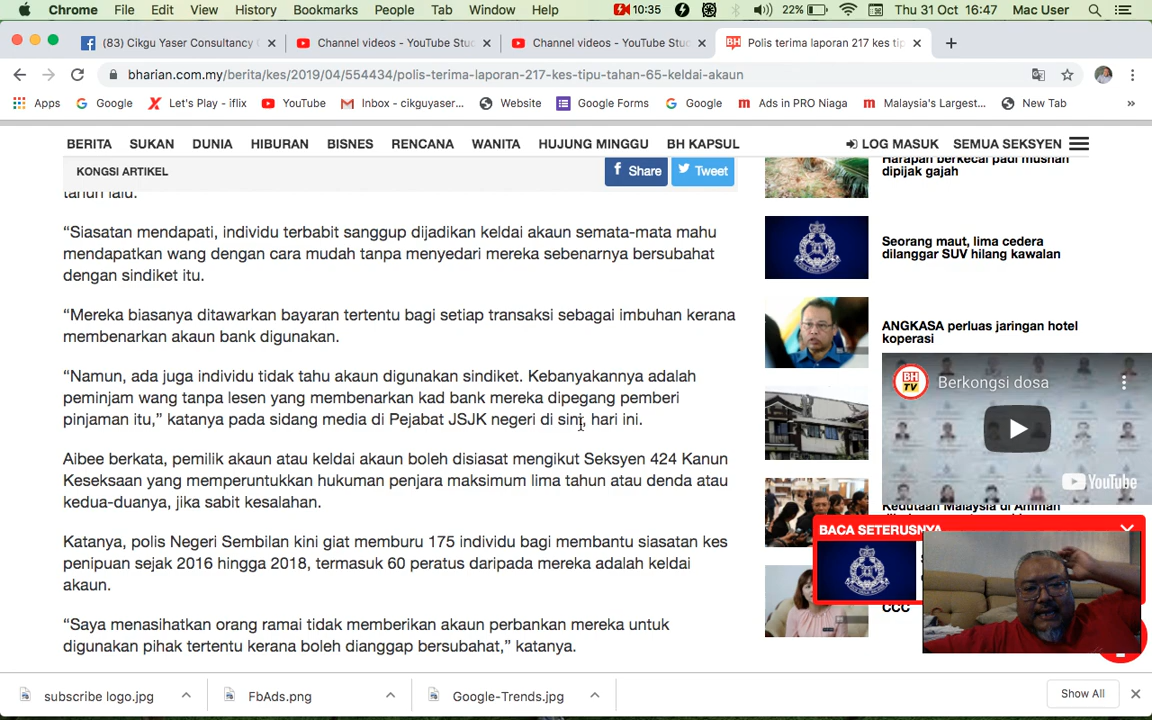 Chrome File Edit View History Bookmarks People Tab Window Help 10:35 22% Thu 31 Oct 16:47 Mac User
(83) Cikgu Yaser Consultancy Channel videos - YouTube Stu Channel videos - YouTube Stu Polis terima laporan 217 kes tip
bharian.com.my/berita/kes/2019/04/554434/polis-terima-laporan-217-kes-tipu-tahan-65-keldai-akaun
Apps Google Let's Play - iflix YouTube Inbox - cikguyaser... Website Google Forms Google Ads in PRO Niaga Malaysia's Largest... New Tab »
BERITA SUKAN DUNIA HIBURAN BISNES RENCANA WANITA HUJUNG MINGGU BH KAPSUL LOG MASUK SEMUA SEKSYEN
KONGSI ARTIKEL Share Tweet
tahun lalu.
“Siasatan mendapati, individu terbabit sanggup dijadikan keldai akaun semata-mata mahu
mendapatkan wang dengan cara mudah tanpa menyedari mereka sebenarnya bersubahat
dengan sindiket itu.
“Mereka biasanya ditawarkan bayaran tertentu bagi setiap transaksi sebagai imbuhan kerana
membenarkan akaun bank digunakan.
“Namun, ada juga individu tidak tahu akaun digunakan sindiket. Kebanyakannya adalah
peminjam wang tanpa lesen yang membenarkan kad bank mereka dipegang pemberi
pinjaman itu,” katanya pada sidang media di Pejabat JSJK negeri di sini, hari ini.
Aibee berkata, pemilik akaun atau keldai akaun boleh disiasat mengikut Seksyen 424 Kanun
Keseksaan yang memperuntukkan hukuman penjara maksimum lima tahun atau denda atau
kedua-duanya, jika sabit kesalahan.
Katanya, polis Negeri Sembilan kini giat memburu 175 individu bagi membantu siasatan kes
penipuan sejak 2016 hingga 2018, termasuk 60 peratus daripada mereka adalah keldai
akaun.
“Saya menasihatkan orang ramai tidak memberikan akaun perbankan mereka untuk
digunakan pihak tertentu kerana boleh dianggap bersubahat,” katanya.
Harapan berkecai padi musnah
dipijak gajah
Seorang maut, lima cedera
dilanggar SUV hilang kawalan
ANGKASA perluas jaringan hotel
koperasi
BH TV Berkongsi dosa
YouTube
Kedutaan Malaysia di Amman
BACA SETERUSNYA
CCC
subscribe logo.jpg FbAds.png Google-Trends.jpg Show All